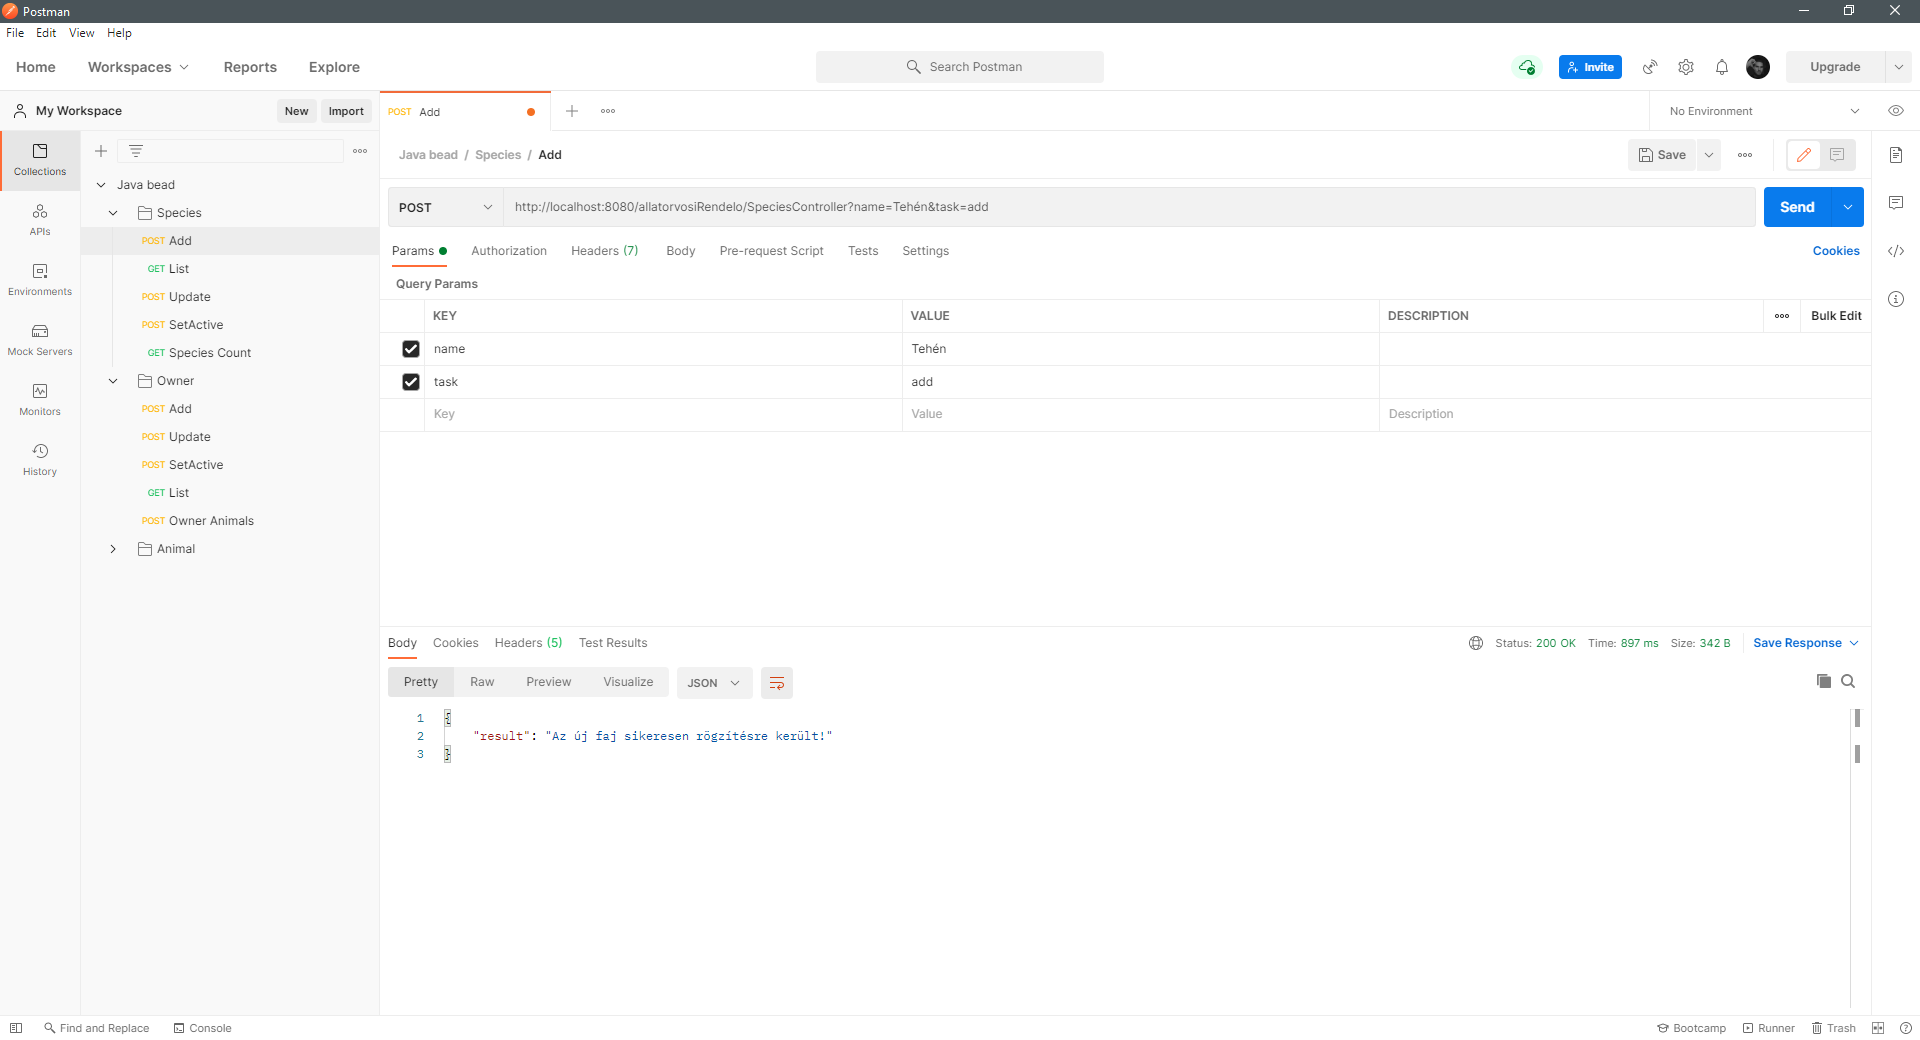 Postman
File Edit View Help
Home Workspaces Reports Explore
Search Postman
Invite
Upgrade
My Workspace
New Import
POST Add
No Environment
Collections
APIs
Environments
Mock Servers
Monitors
History
Java bead
Species
POST Add
GET List
POST Update
POST SetActive
GET Species Count
Owner
POST Add
POST Update
POST SetActive
GET List
POST Owner Animals
Animal
Java bead / Species / Add
Save
POST http://localhost:8080/allatorvosiRendelo/SpeciesController?name=Tehén&task=add
Send
Params Authorization Headers (7) Body Pre-request Script Tests Settings Cookies
Query Params
KEY VALUE DESCRIPTION Bulk Edit
name Tehén
task add
Key Value Description
Body Cookies Headers (5) Test Results
Status: 200 OK Time: 897 ms Size: 342 B Save Response
Pretty Raw Preview Visualize JSON
1 {
2 "result": "Az új faj sikeresen rögzítésre került!"
3 }
Find and Replace Console
Bootcamp Runner Trash